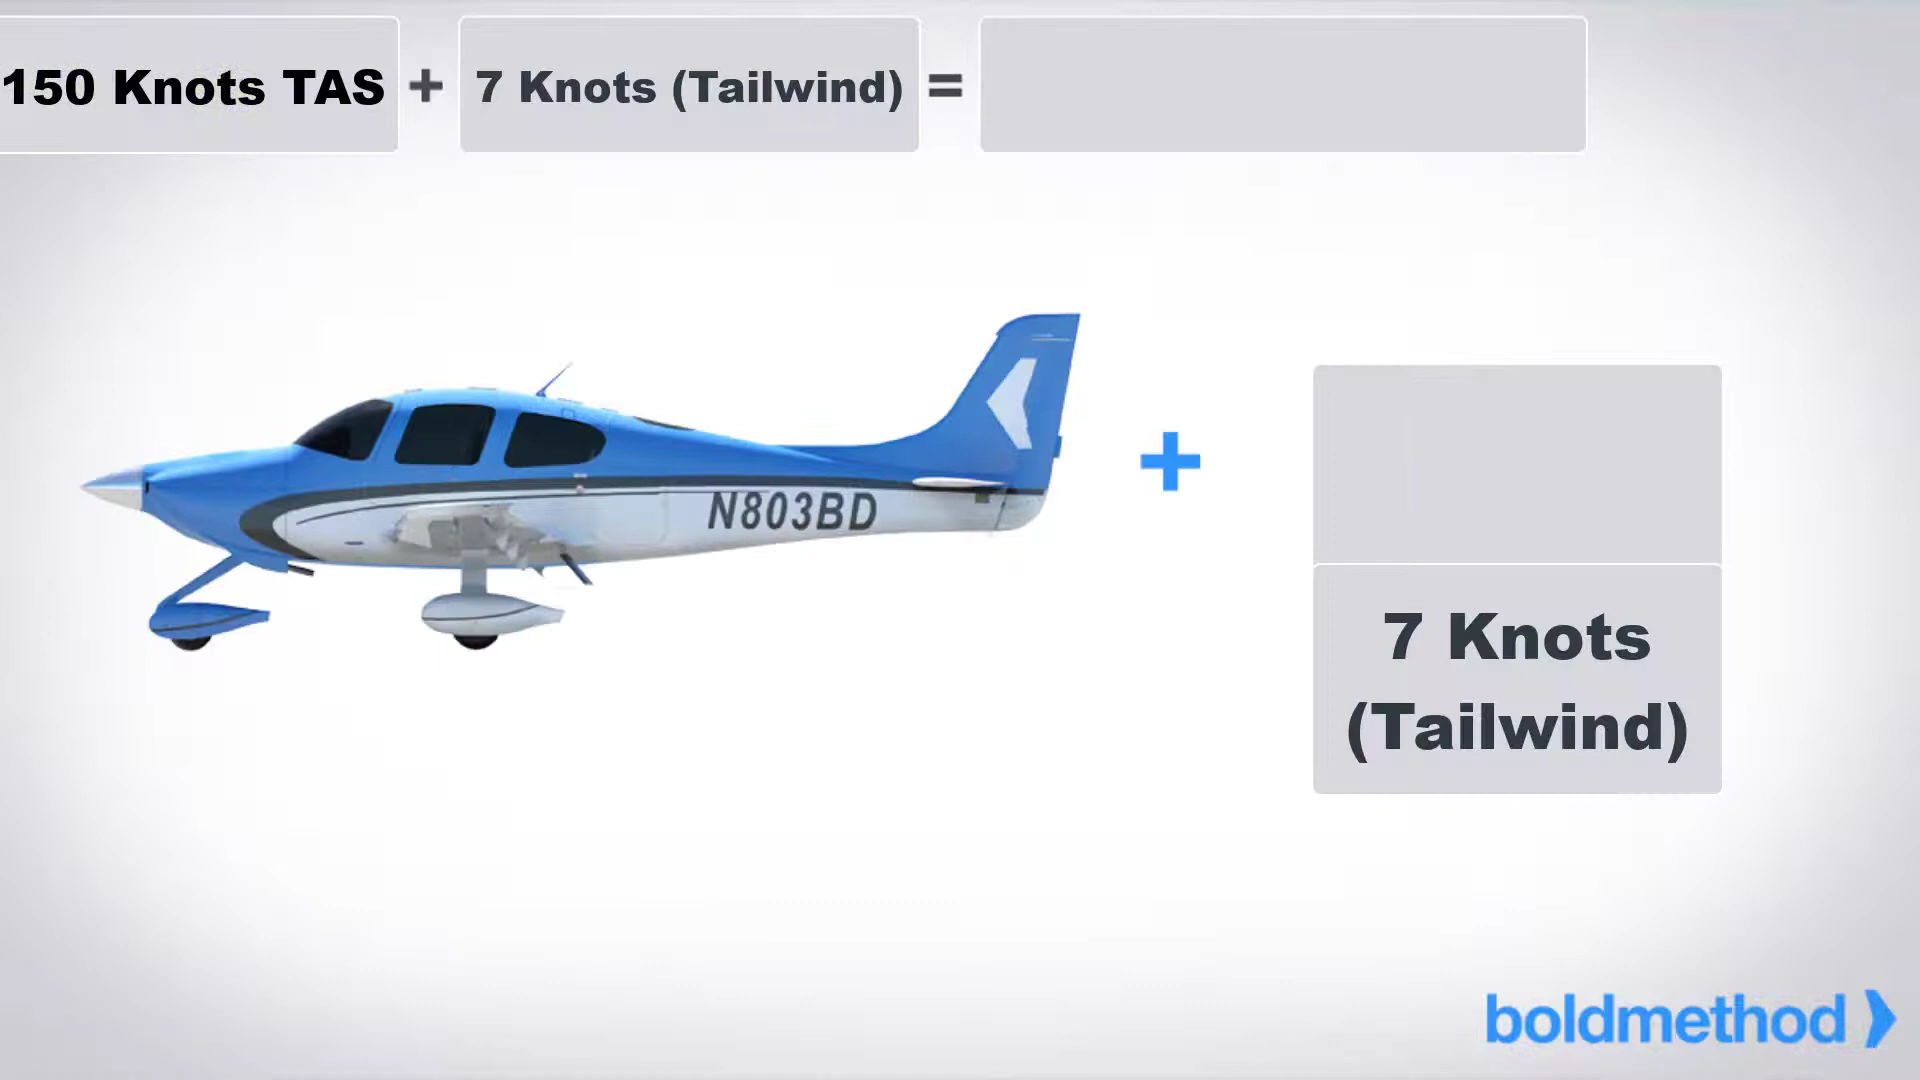 150 Knots TAS + 7 Knots (Tailwind) =
N803BD
+
7 Knots
(Tailwind)
boldmethod